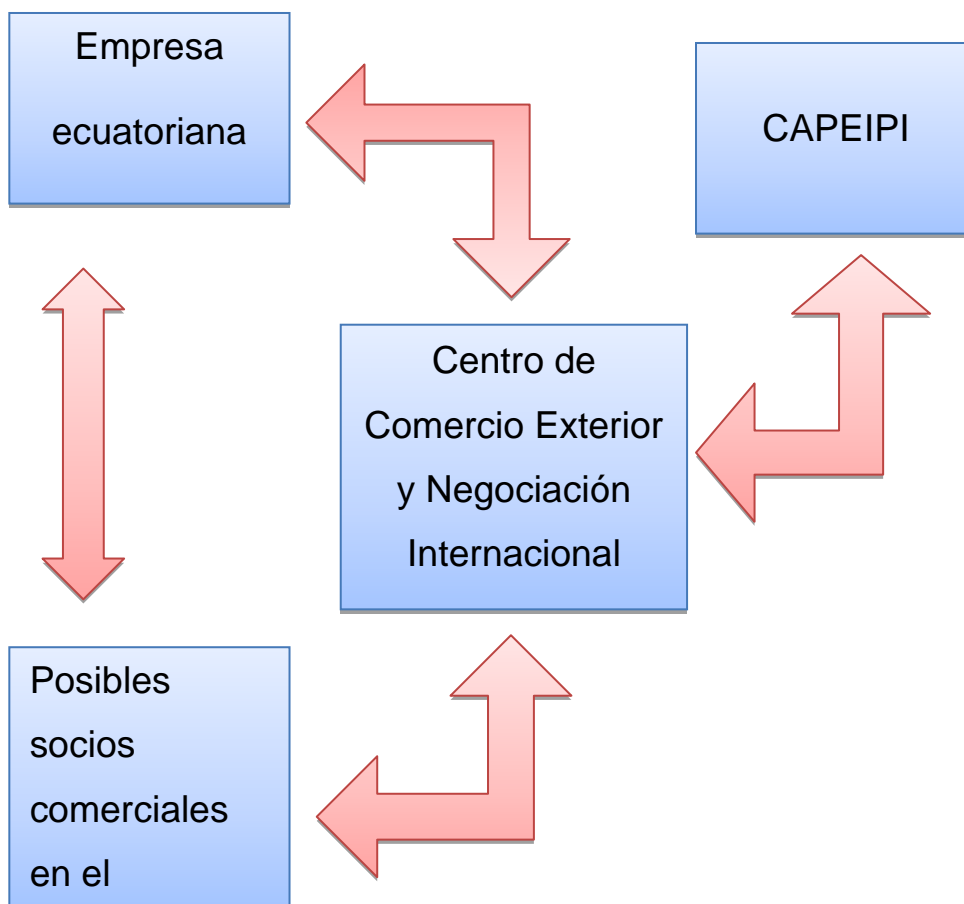 Empresa
ecuatoriana
CAPEIPI
Centro de
Comercio Exterior
y Negociación
Internacional
Posibles
socios
comerciales
en el